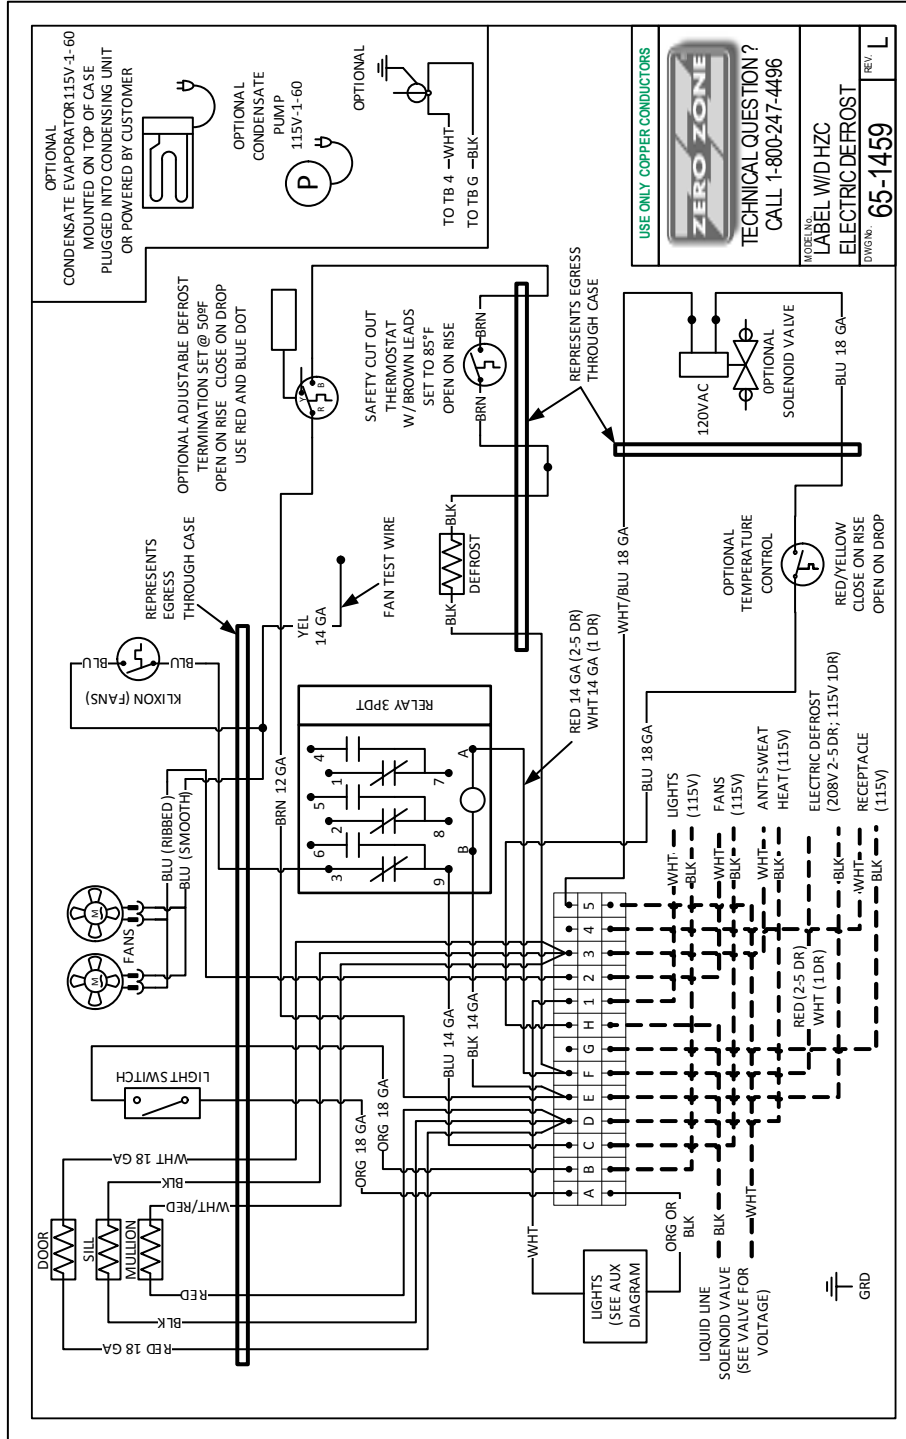 OPTIONAL
CONDENSATE EVAPORATOR115V-1-60
MOUNTED ON TOP OF CASE
PLUGGED INTO CONDENSING UNIT
OR POWERED BY CUSTOMER
OPTIONAL
CONDENSATE
PUMP
115V-1-60
P
OPTIONAL
TO TB 4
WHT
TO TB G
BLK
USE ONLY COPPER CONDUCTORS
ZERO ZONE
TECHNICAL QUESTION ?
CALL 1-800-247-4496
MODEL No.
LABEL W/D HZC
ELECTRIC DEFROST
DWG No.
65-1459
REV.
L
OPTIONAL ADJUSTABLE DEFROST
TERMINATION SET @ 50ºF
OPEN ON RISE CLOSE ON DROP
USE RED AND BLUE DOT
Y
R
B
SAFETY CUT OUT
THERMOSTAT
W/ BROWN LEADS
SET TO 85°F
OPEN ON RISE
BRN
BRN
REPRESENTS EGRESS
THROUGH CASE
120VAC
OPTIONAL
SOLENOID VALVE
BLU 18 GA
REPRESENTS
EGRESS
THROUGH CASE
KLIXON (FANS)
BLU
BLU
YEL
14 GA
FAN TEST WIRE
BLK
DEFROST
BLK
OPTIONAL
TEMPERATURE
CONTROL
RED/YELLOW
CLOSE ON RISE
OPEN ON DROP
WHT/BLU 18 GA
RED 14 GA (2-5 DR)
WHT 14 GA (1 DR)
BLU 18GA
BRN 12 GA
RELAY 3PDT
4
1
7
5
2
8
6
3
9
A
B
FANS
M
M
BLU (RIBBED)
BLU (SMOOTH)
LIGHTS
(115V)
WHT
BLK
FANS
(115V)
WHT
BLK
ANTI-SWEAT
HEAT (115V)
WHT
BLK
ELECTRIC DEFROST
(208V 2-5 DR; 115V 1DR)
RED (2-5 DR)
WHT (1 DR)
BLK
RECEPTACLE
(115V)
WHT
BLK
BLU 14 GA
BLK 14 GA
LIGHT SWITCH
ORG 18 GA
ORG 18 GA
A B C D E F G H 1 2 3 4 5
DOOR
SILL
MULLION
WHT 18 GA
BLK
WHT/RED
RED
BLK
RED 18 GA
WHT
LIGHTS
(SEE AUX
DIAGRAM
ORG OR
BLK
LIQUID LINE
SOLENOID VALVE
(SEE VALVE FOR
VOLTAGE)
BLK
WHT
GRD